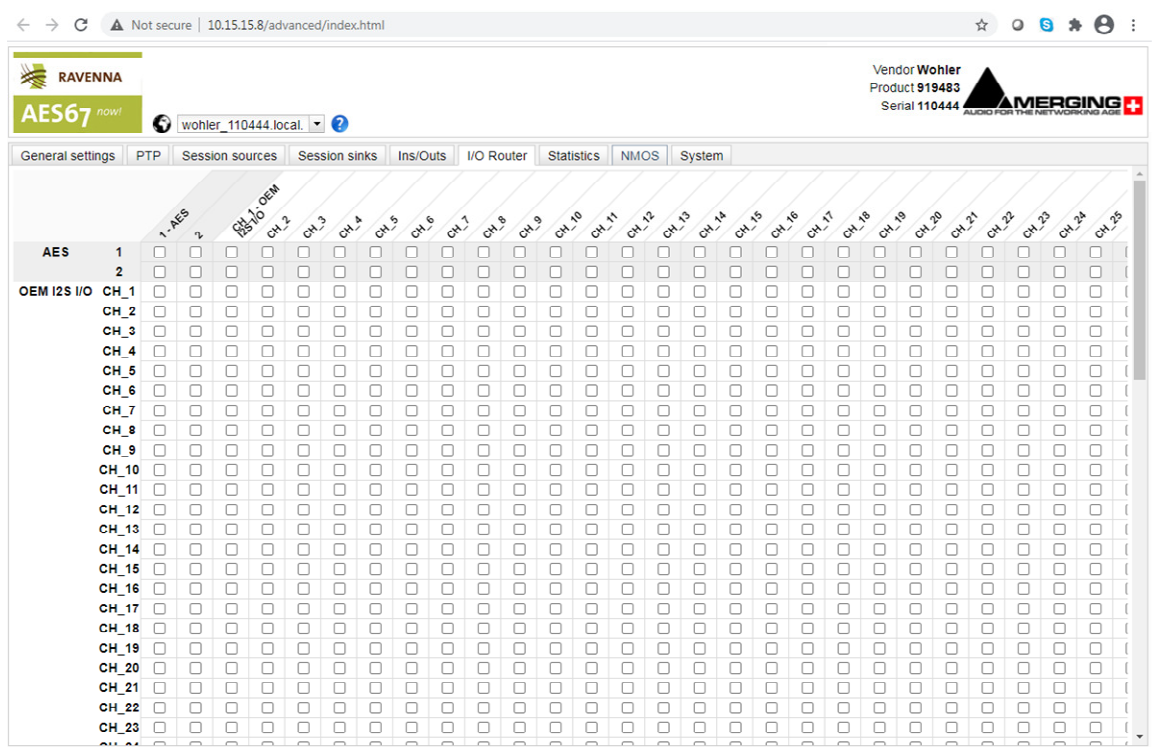 Not secure | 10.15.15.8/advanced/index.html
RAVENNA
AES67 now!
Vendor Wohler
Product 919483
Serial 110444
MERGING
AUDIO FOR THE NETWORKING AGE
wohler_110444.local.
?
General settings PTP Session sources Session sinks Ins/Outs I/O Router Statistics NMOS System
1 - AES 2 CH_1 - OEM I2S I/O CH_2 CH_3 CH_4 CH_5 CH_6 CH_7 CH_8 CH_9 CH_10 CH_11 CH_12 CH_13 CH_14 CH_15 CH_16 CH_17 CH_18 CH_19 CH_20 CH_21 CH_22 CH_23 CH_24 CH_25
AES 1
2
OEM I2S I/O CH_1
CH_2
CH_3
CH_4
CH_5
CH_6
CH_7
CH_8
CH_9
CH_10
CH_11
CH_12
CH_13
CH_14
CH_15
CH_16
CH_17
CH_18
CH_19
CH_20
CH_21
CH_22
CH_23